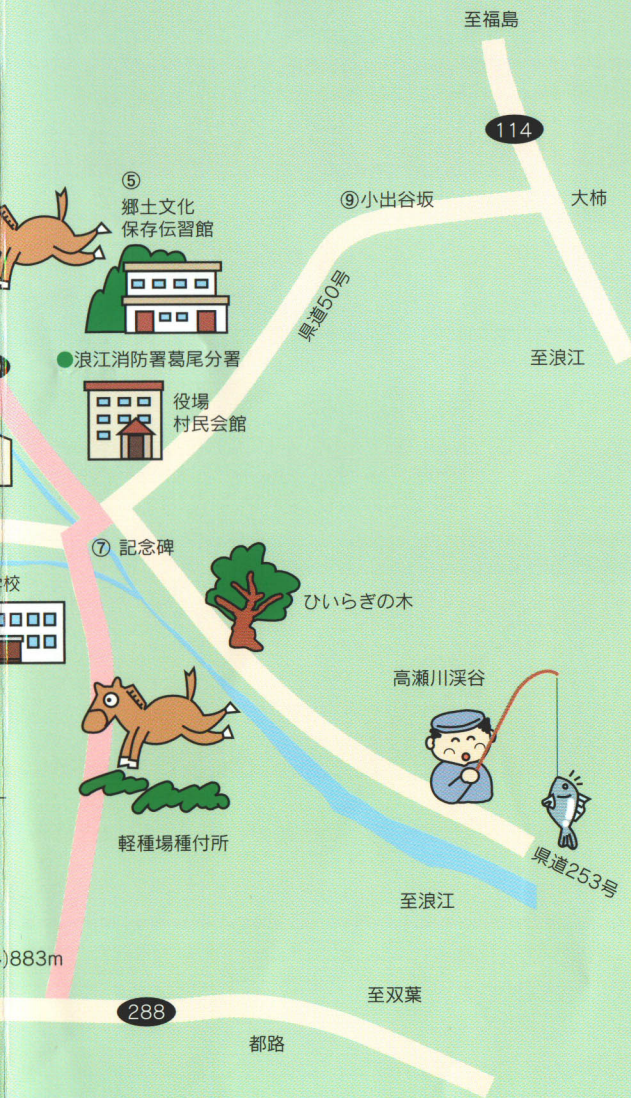 至福島
114
⑤
郷土文化
保存伝習館
⑨小出谷坂
大柿
県道50号
●浪江消防署葛尾分署
至浪江
役場
村民会館
⑦ 記念碑
校
ひいらぎの木
高瀬川渓谷
軽種場種付所
県道253号
至浪江
)883m
至双葉
288
都路